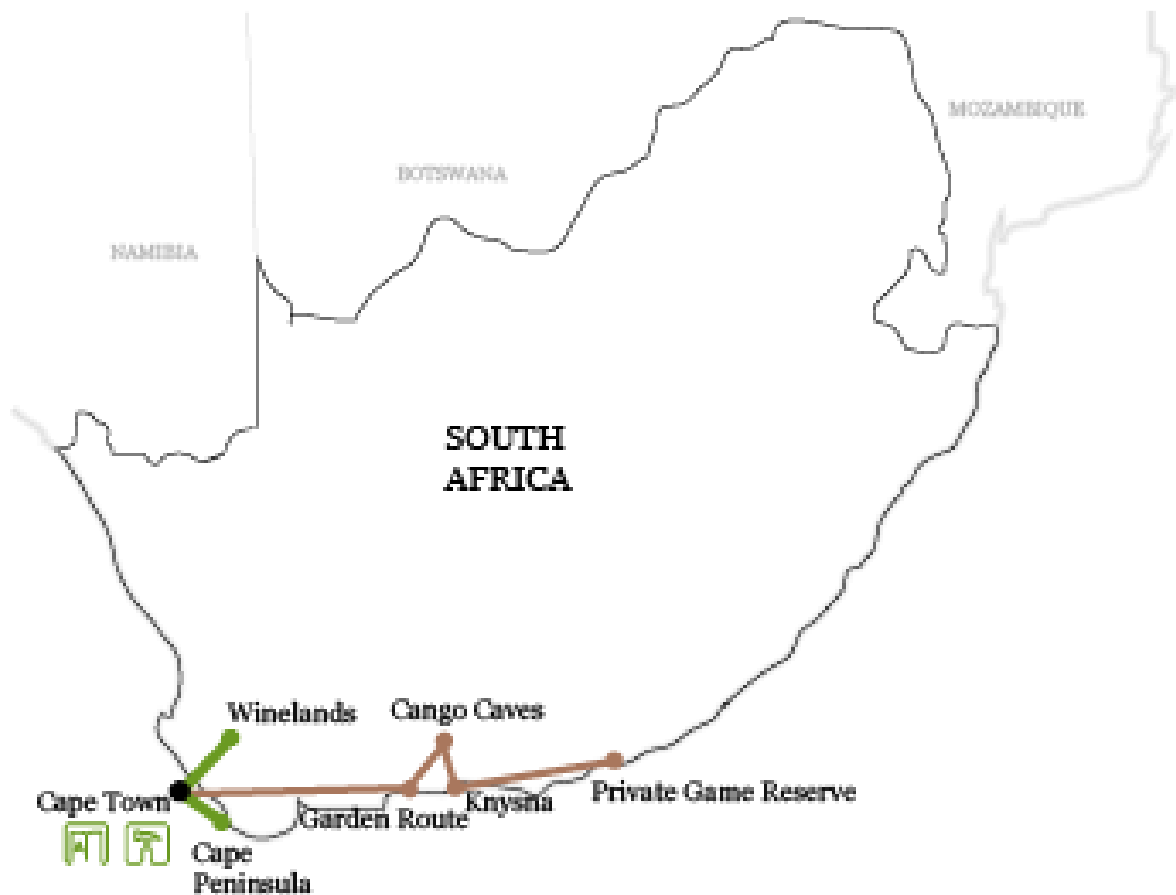 MOZAMBIQUE
BOTSWANA
NAMIBIA
SOUTH
AFRICA
Winelands
Cango Caves
Cape Town
Garden Route
Knysna
Private Game Reserve
Cape
Peninsula